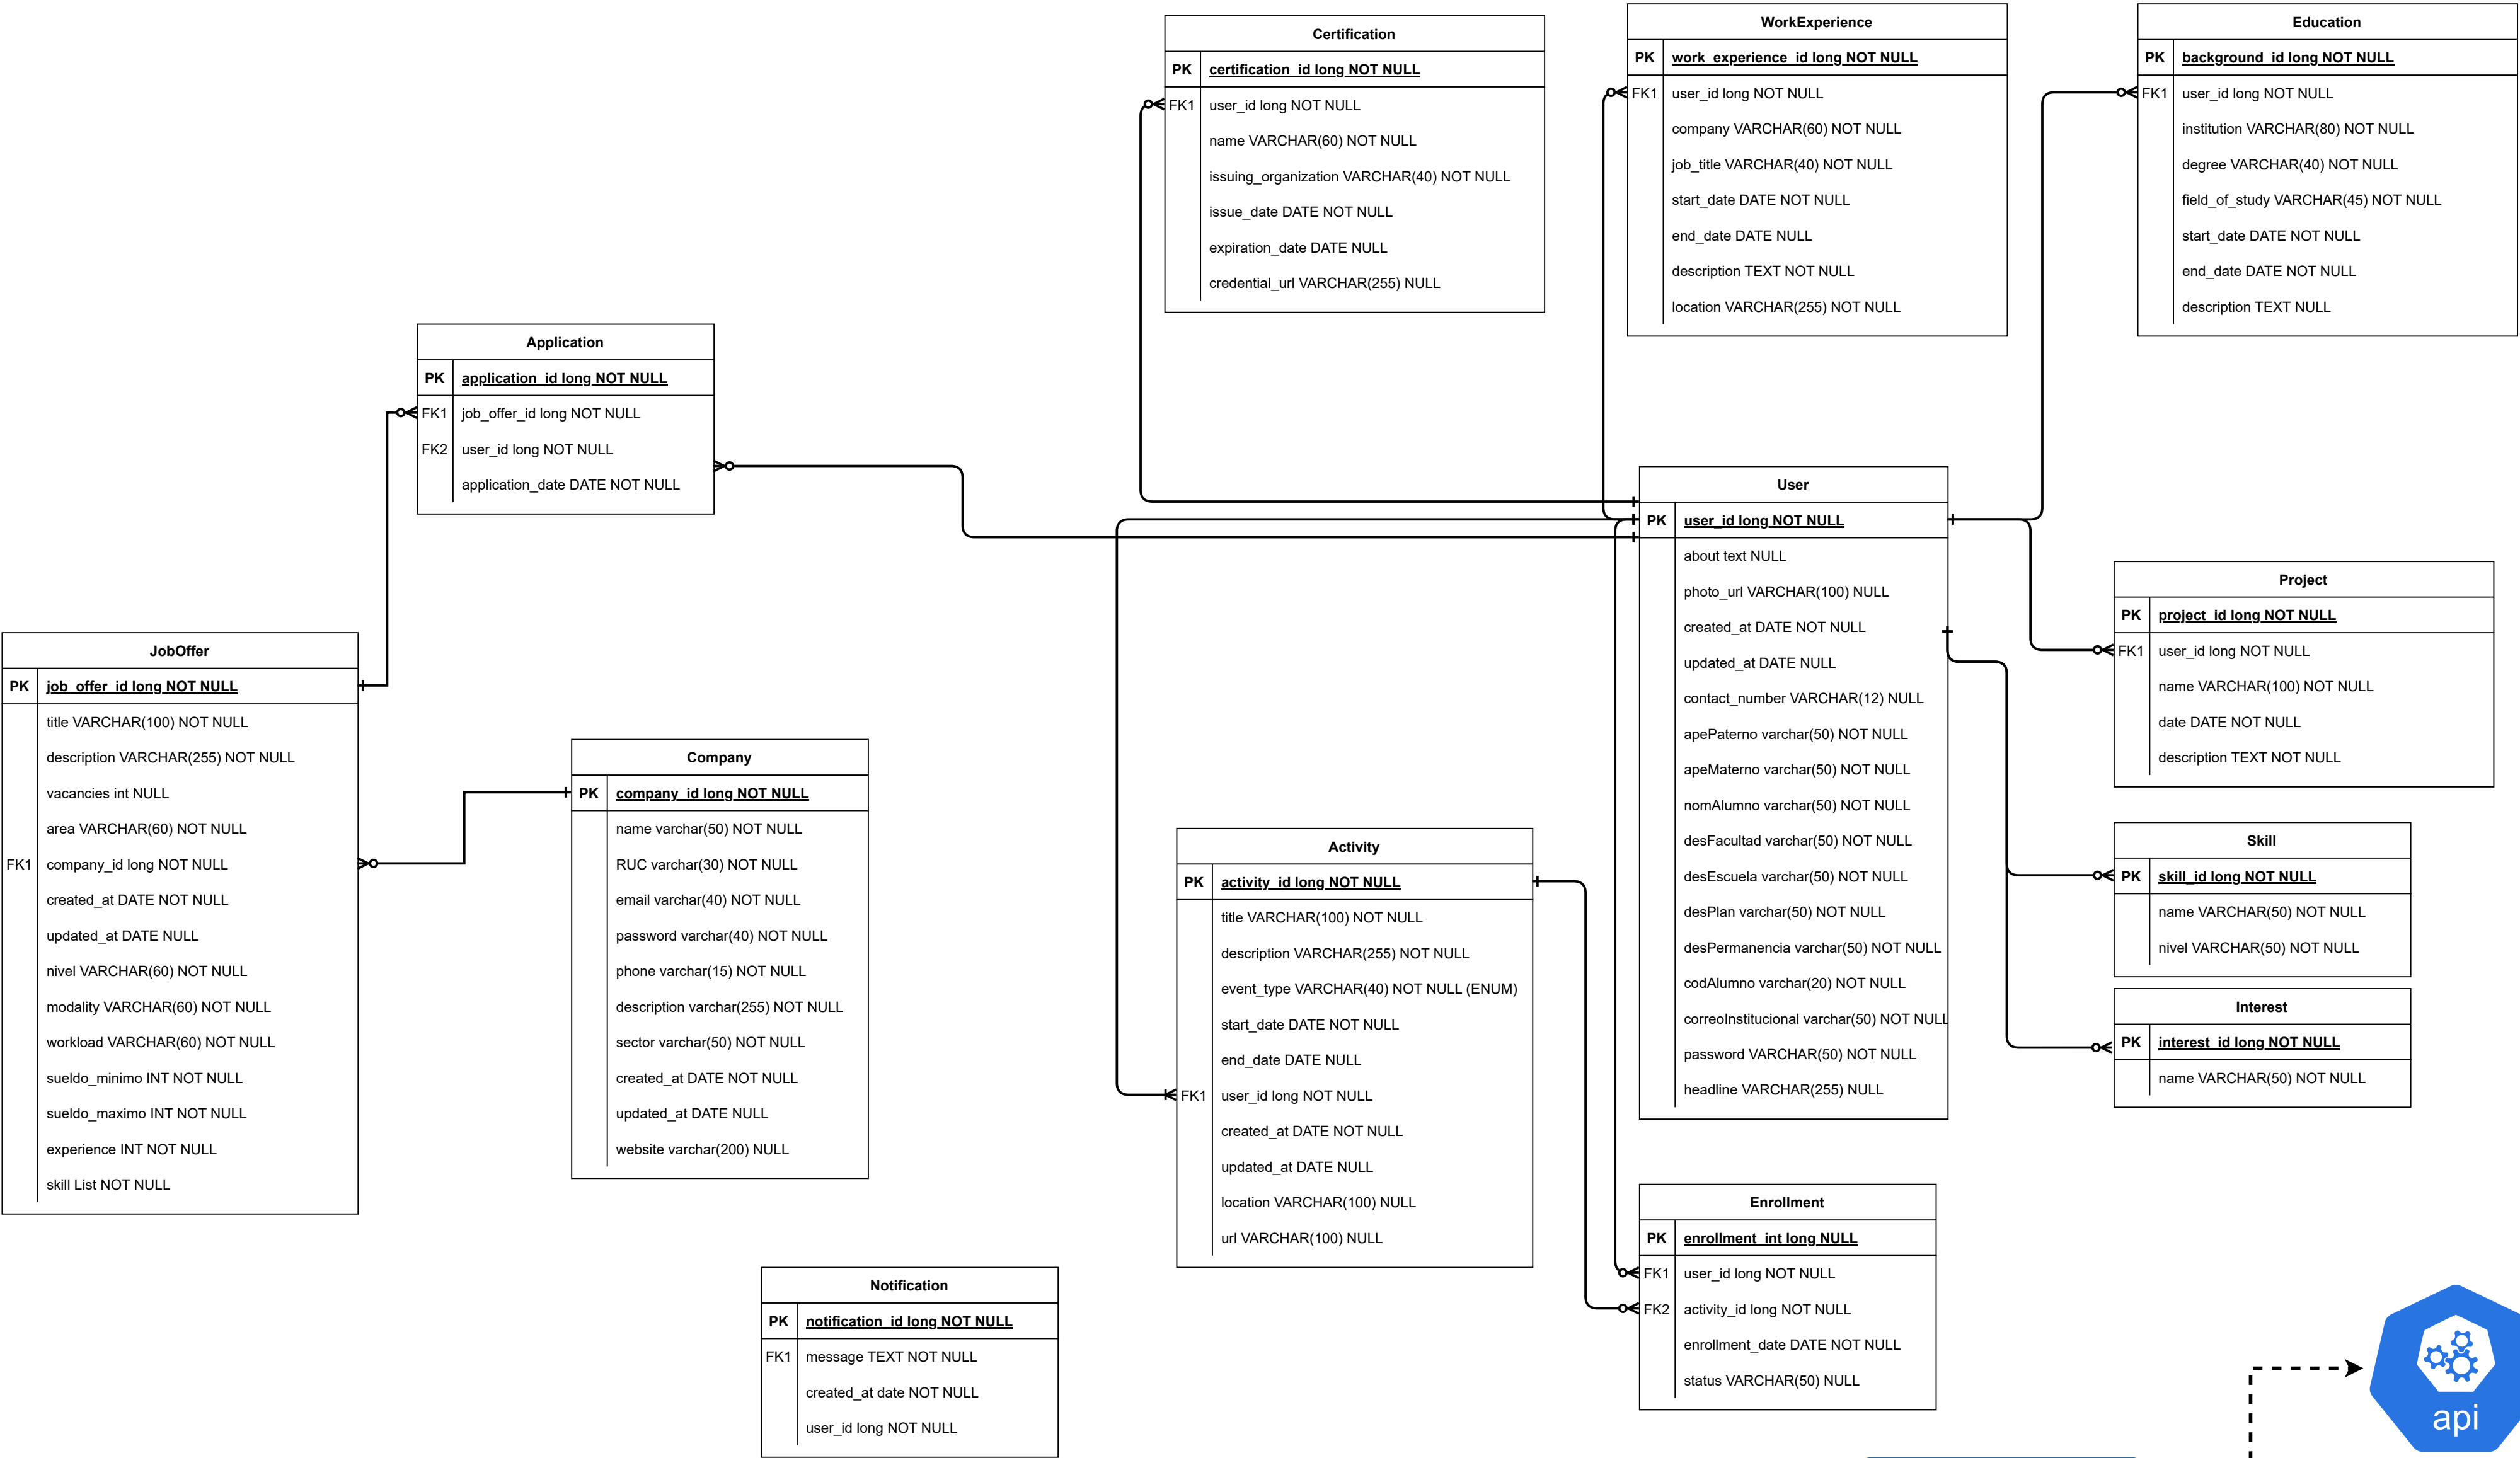 Certification
PK certification_id long NOT NULL
FK1 user_id long NOT NULL
name VARCHAR(60) NOT NULL
issuing_organization VARCHAR(40) NOT NULL
issue_date DATE NOT NULL
expiration_date DATE NULL
credential_url VARCHAR(255) NULL
WorkExperience
PK work_experience_id long NOT NULL
FK1 user_id long NOT NULL
company VARCHAR(60) NOT NULL
job_title VARCHAR(40) NOT NULL
start_date DATE NOT NULL
end_date DATE NULL
description TEXT NOT NULL
location VARCHAR(255) NOT NULL
Education
PK background_id long NOT NULL
FK1 user_id long NOT NULL
institution VARCHAR(80) NOT NULL
degree VARCHAR(40) NOT NULL
field_of_study VARCHAR(45) NOT NULL
start_date DATE NOT NULL
end_date DATE NOT NULL
description TEXT NULL
Application
PK application_id long NOT NULL
FK1 job_offer_id long NOT NULL
FK2 user_id long NOT NULL
application_date DATE NOT NULL
User
PK user_id long NOT NULL
about text NULL
photo_url VARCHAR(100) NULL
created_at DATE NOT NULL
updated_at DATE NULL
contact_number VARCHAR(12) NULL
apePaterno varchar(50) NOT NULL
apeMaterno varchar(50) NOT NULL
nomAlumno varchar(50) NOT NULL
desFacultad varchar(50) NOT NULL
desEscuela varchar(50) NOT NULL
desPlan varchar(50) NOT NULL
desPermanencia varchar(50) NOT NULL
codAlumno varchar(20) NOT NULL
correoInstitucional varchar(50) NOT NULL
password VARCHAR(50) NOT NULL
headline VARCHAR(255) NULL
Project
PK project_id long NOT NULL
FK1 user_id long NOT NULL
name VARCHAR(100) NOT NULL
date DATE NOT NULL
description TEXT NOT NULL
JobOffer
PK job_offer_id long NOT NULL
title VARCHAR(100) NOT NULL
description VARCHAR(255) NOT NULL
vacancies int NULL
area VARCHAR(60) NOT NULL
FK1 company_id long NOT NULL
created_at DATE NOT NULL
updated_at DATE NULL
nivel VARCHAR(60) NOT NULL
modality VARCHAR(60) NOT NULL
workload VARCHAR(60) NOT NULL
sueldo_minimo INT NOT NULL
sueldo_maximo INT NOT NULL
experience INT NOT NULL
skill List NOT NULL
Company
PK company_id long NOT NULL
name varchar(50) NOT NULL
RUC varchar(30) NOT NULL
email varchar(40) NOT NULL
password varchar(40) NOT NULL
phone varchar(15) NOT NULL
description varchar(255) NOT NULL
sector varchar(50) NOT NULL
created_at DATE NOT NULL
updated_at DATE NULL
website varchar(200) NULL
Activity
PK activity_id long NOT NULL
title VARCHAR(100) NOT NULL
description VARCHAR(255) NOT NULL
event_type VARCHAR(40) NOT NULL (ENUM)
start_date DATE NOT NULL
end_date DATE NULL
FK1 user_id long NOT NULL
created_at DATE NOT NULL
updated_at DATE NULL
location VARCHAR(100) NULL
url VARCHAR(100) NULL
Skill
PK skill_id long NOT NULL
name VARCHAR(50) NOT NULL
nivel VARCHAR(50) NOT NULL
Interest
PK interest_id long NOT NULL
name VARCHAR(50) NOT NULL
Enrollment
PK enrollment_int long NULL
FK1 user_id long NOT NULL
FK2 activity_id long NOT NULL
enrollment_date DATE NOT NULL
status VARCHAR(50) NULL
Notification
PK notification_id long NOT NULL
FK1 message TEXT NOT NULL
created_at date NOT NULL
user_id long NOT NULL
api